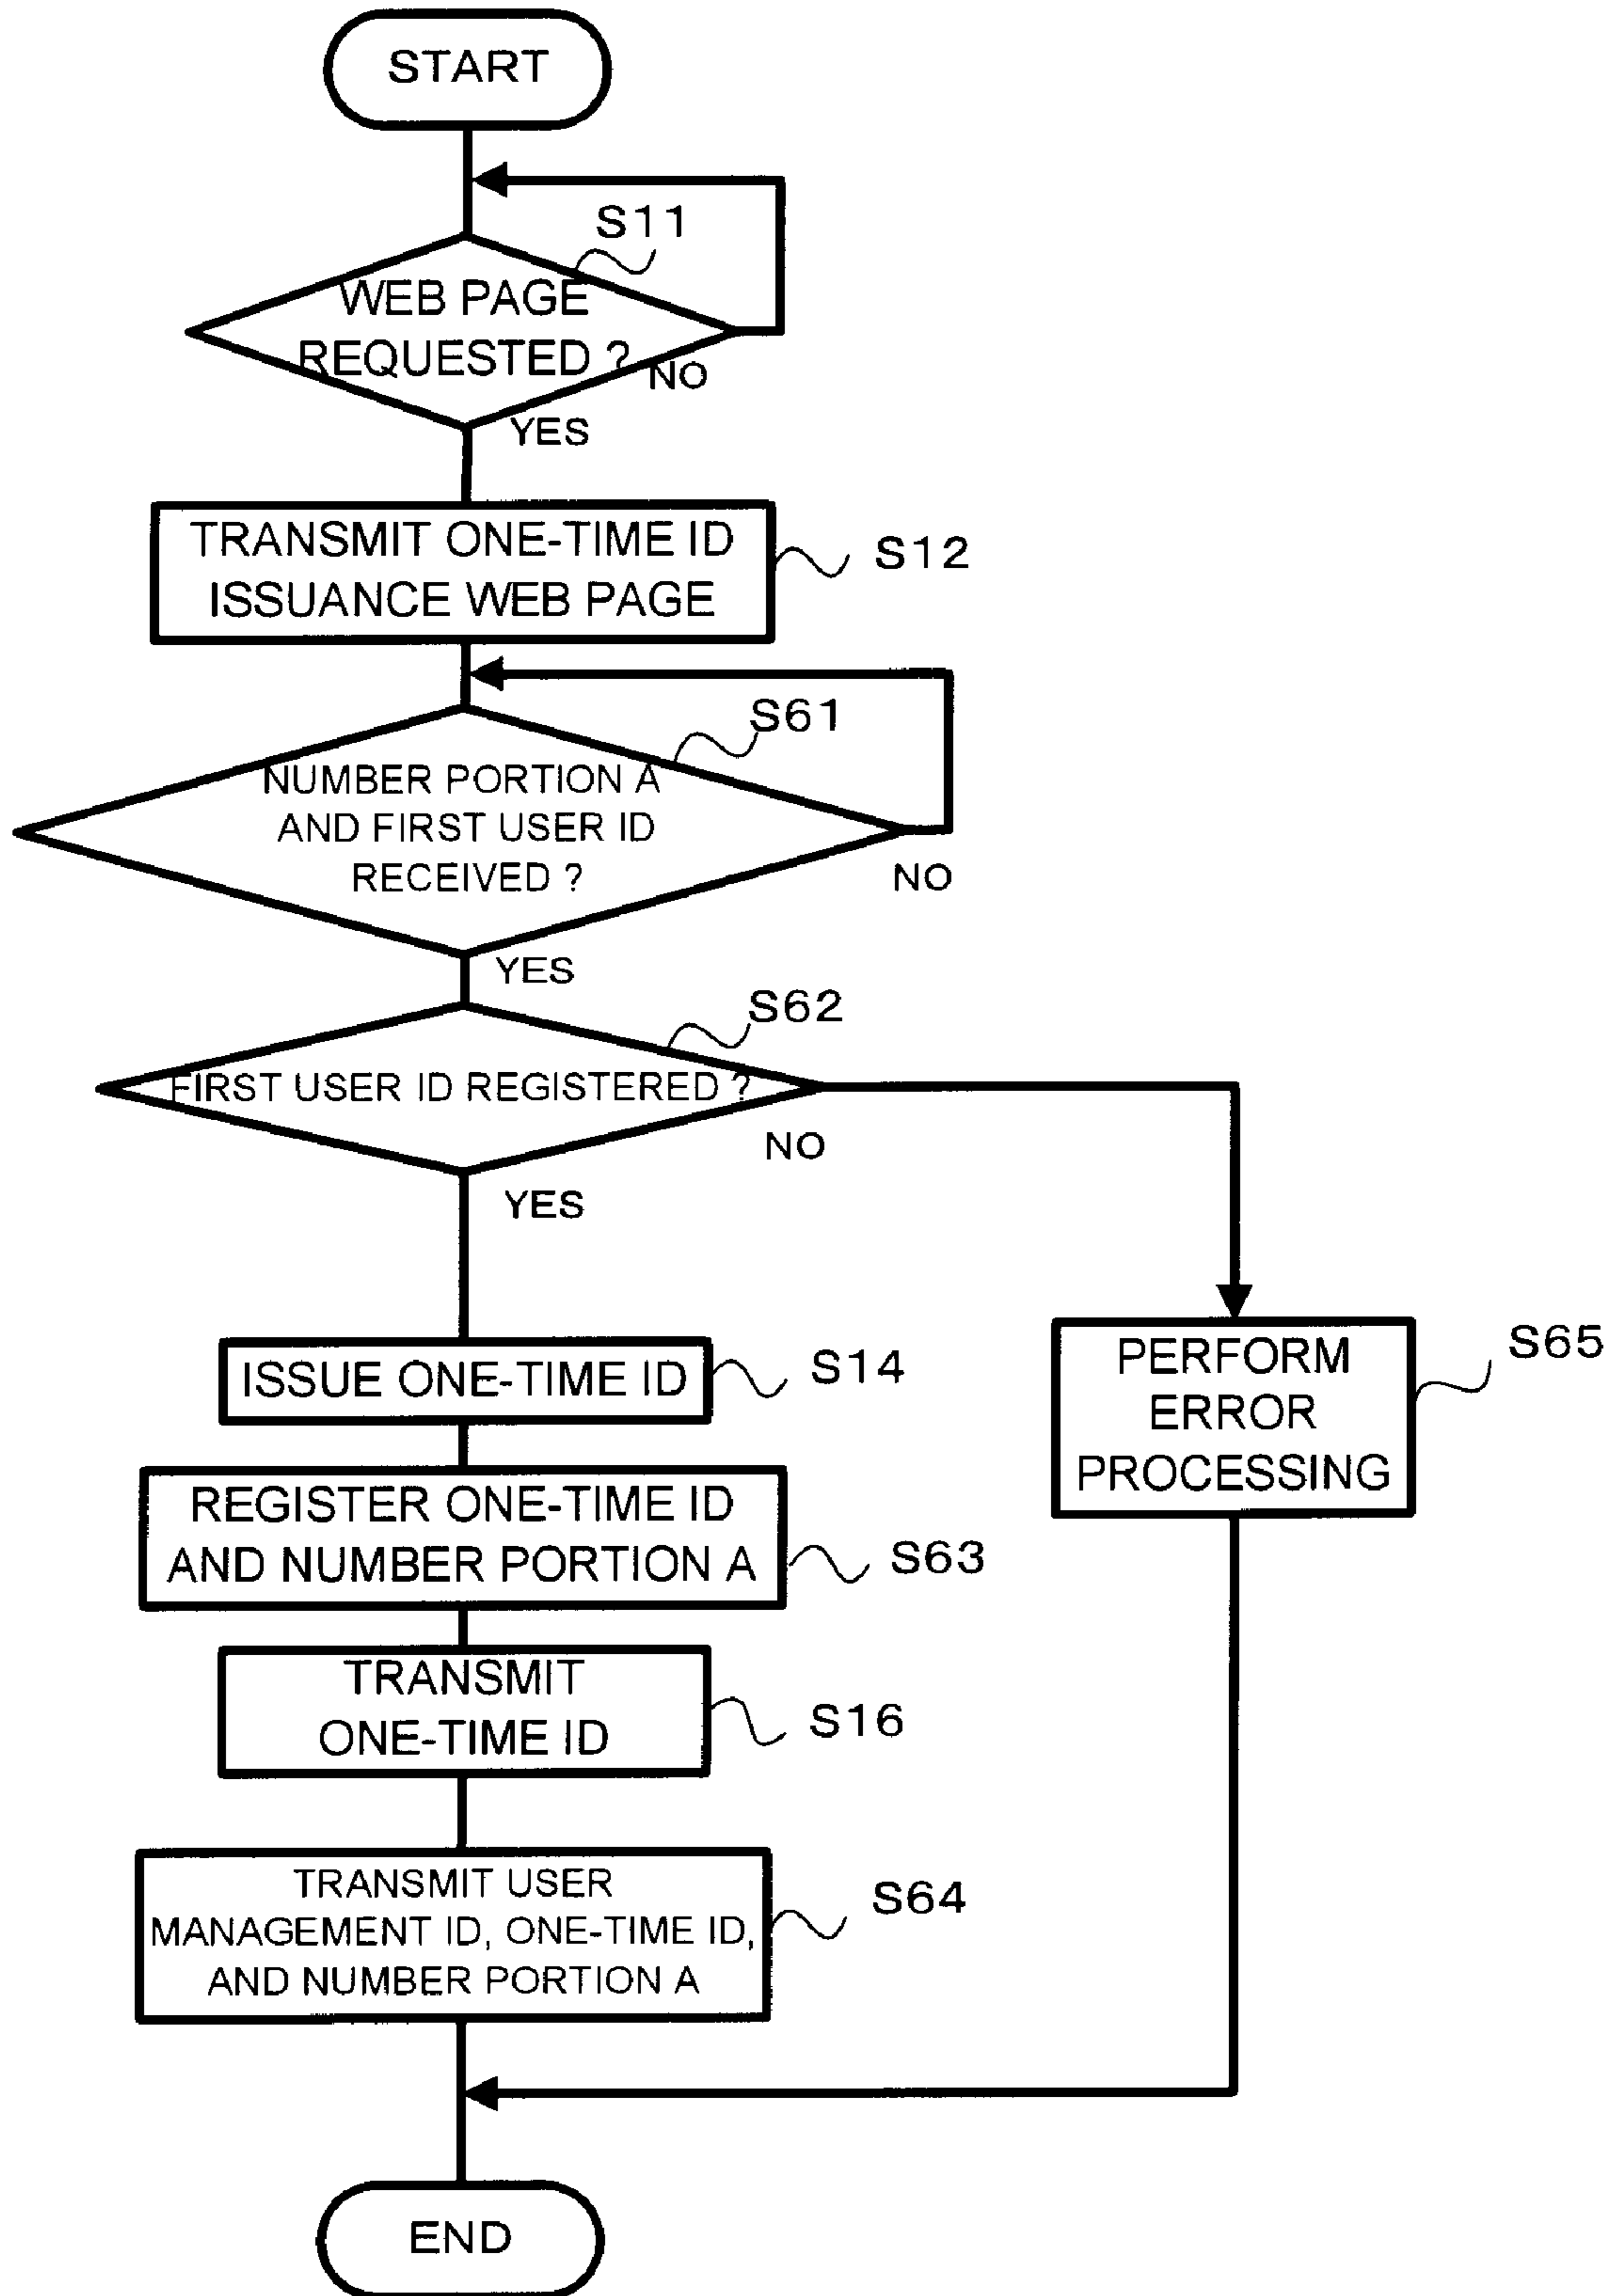 START
S11
WEB PAGE
REQUESTED ?
NO
YES
TRANSMIT ONE-TIME ID
ISSUANCE WEB PAGE
S12
S61
NUMBER PORTION A
AND FIRST USER ID
RECEIVED ?
NO
YES
S62
FIRST USER ID REGISTERED ?
NO
YES
ISSUE ONE-TIME ID
S14
PERFORM
ERROR
PROCESSING
S65
REGISTER ONE-TIME ID
AND NUMBER PORTION A
S63
TRANSMIT
ONE-TIME ID
S16
TRANSMIT USER
MANAGEMENT ID, ONE-TIME ID,
AND NUMBER PORTION A
S64
END